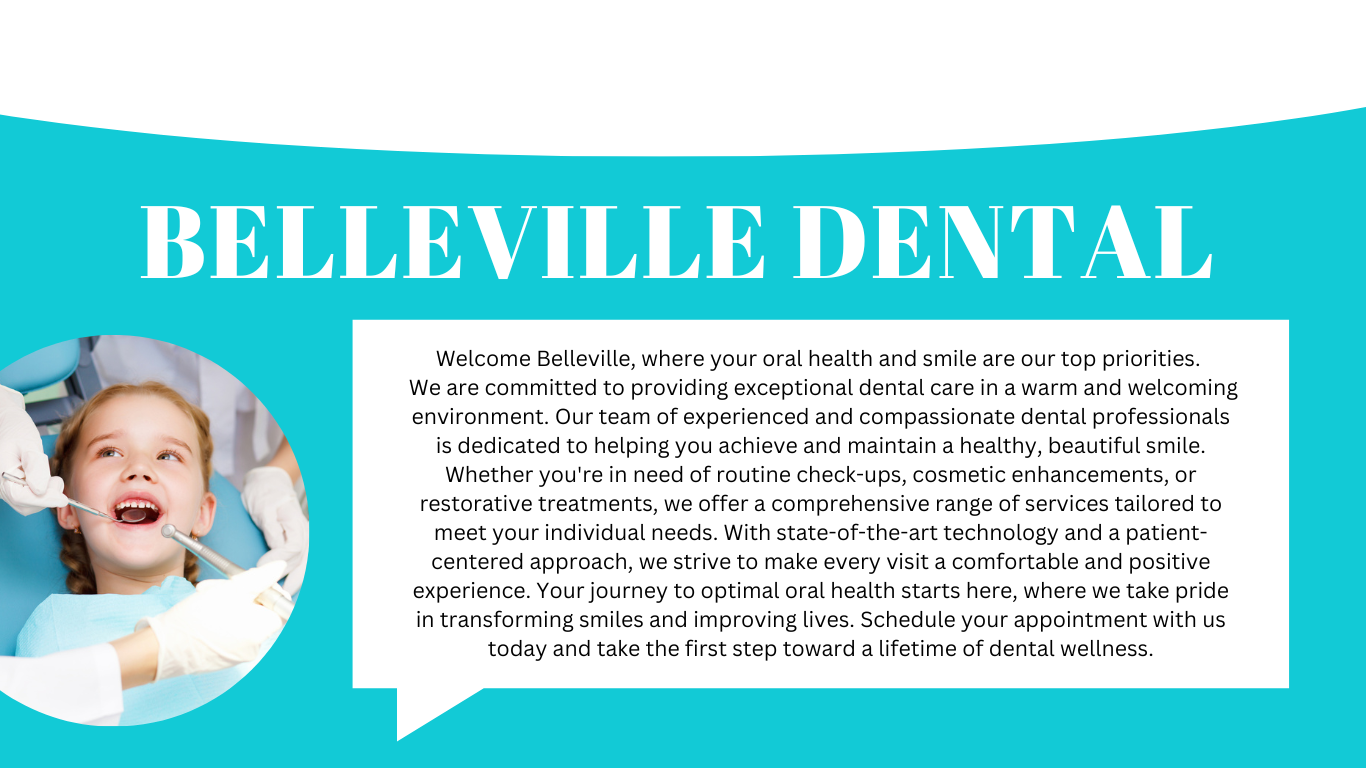 BELLEVILLE DENTAL
Welcome Belleville, where your oral health and smile are our top priorities.
We are committed to providing exceptional dental care in a warm and welcoming
environment. Our team of experienced and compassionate dental professionals
is dedicated to helping you achieve and maintain a healthy, beautiful smile.
Whether you're in need of routine check-ups, cosmetic enhancements, or
restorative treatments, we offer a comprehensive range of services tailored to
meet your individual needs. With state-of-the-art technology and a patient-
centered approach, we strive to make every visit a comfortable and positive
experience. Your journey to optimal oral health starts here, where we take pride
in transforming smiles and improving lives. Schedule your appointment with us
today and take the first step toward a lifetime of dental wellness.